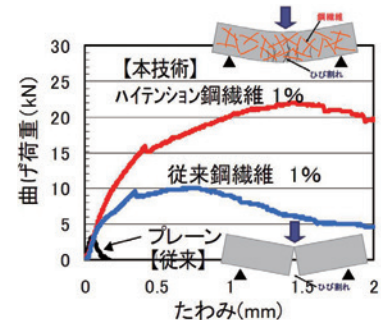 鋼繊維
ひび割れ
30
25
20
15
10
5
0
曲げ荷重(kN)
【本技術】
ハイテンション鋼繊維 1%
従来鋼繊維 1%
プレーン
【従来】
ひび割れ
0
0.5
1
1.5
2
たわみ(mm)